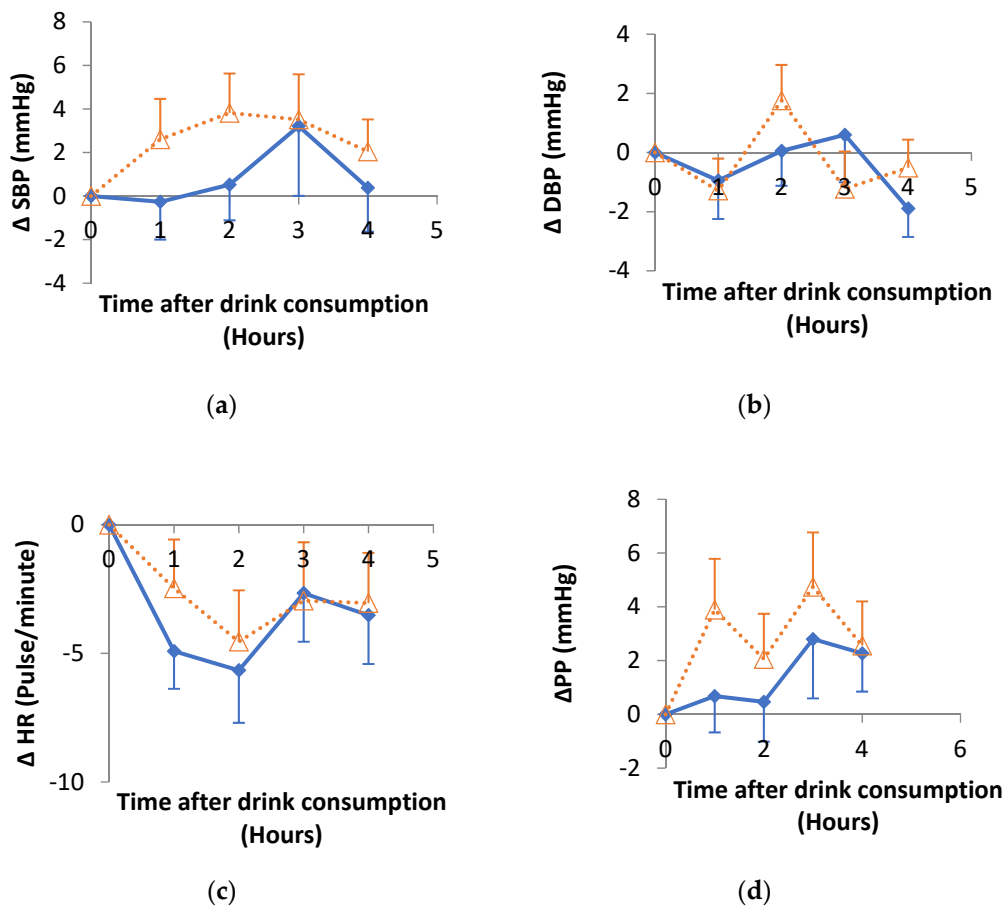 8
6
4
2
0
-2
-4
0
1
2
3
4
5
Δ SBP (mmHg)
Time after drink consumption
(Hours)
(a)
4
2
0
-2
-4
0
1
2
3
4
5
Δ DBP (mmHg)
Time after drink consumption
(Hours)
(b)
0
-5
-10
0
1
2
3
4
5
Δ HR (Pulse/minute)
Time after drink consumption
(Hours)
(c)
8
6
4
2
0
-2
0
2
4
6
ΔPP (mmHg)
Time after drink consumption
(Hours)
(d)